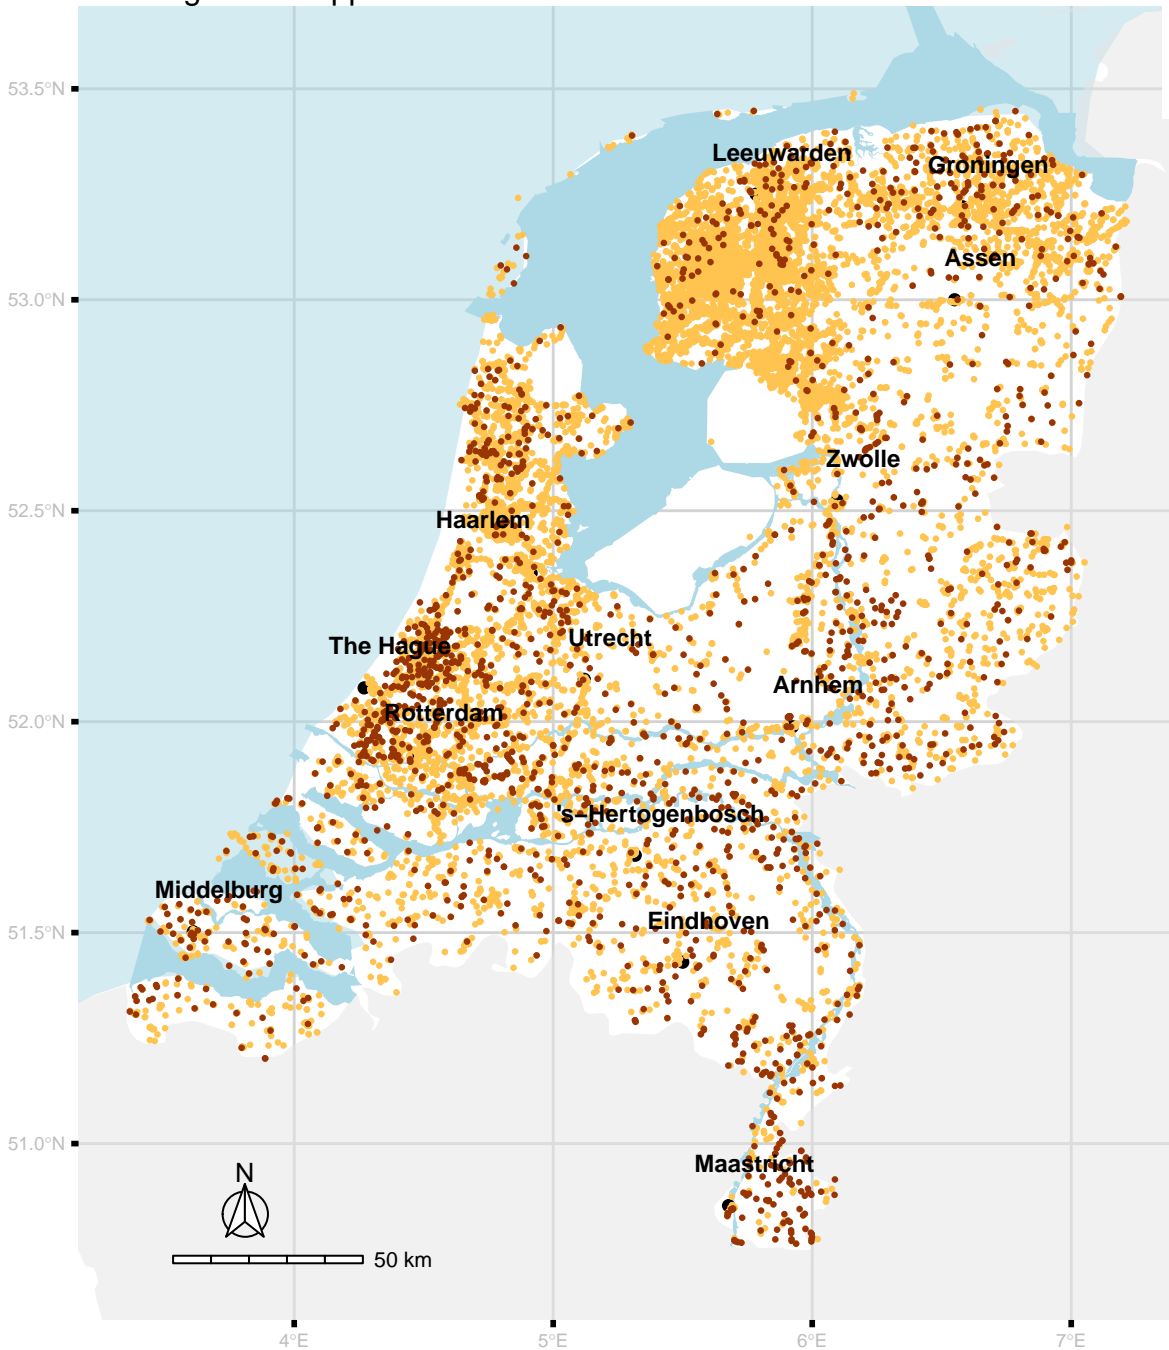 53.5°N
Leeuwarden
Groningen
Assen
53.0°N
Zwolle
52.5°N
Haarlem
Utrecht
The Hague
Arnhem
Rotterdam
52.0°N
's-Hertogenbosch
Middelburg
Eindhoven
51.5°N
51.0°N
Maastricht
N
50 km
4°E
5°E
6°E
7°E